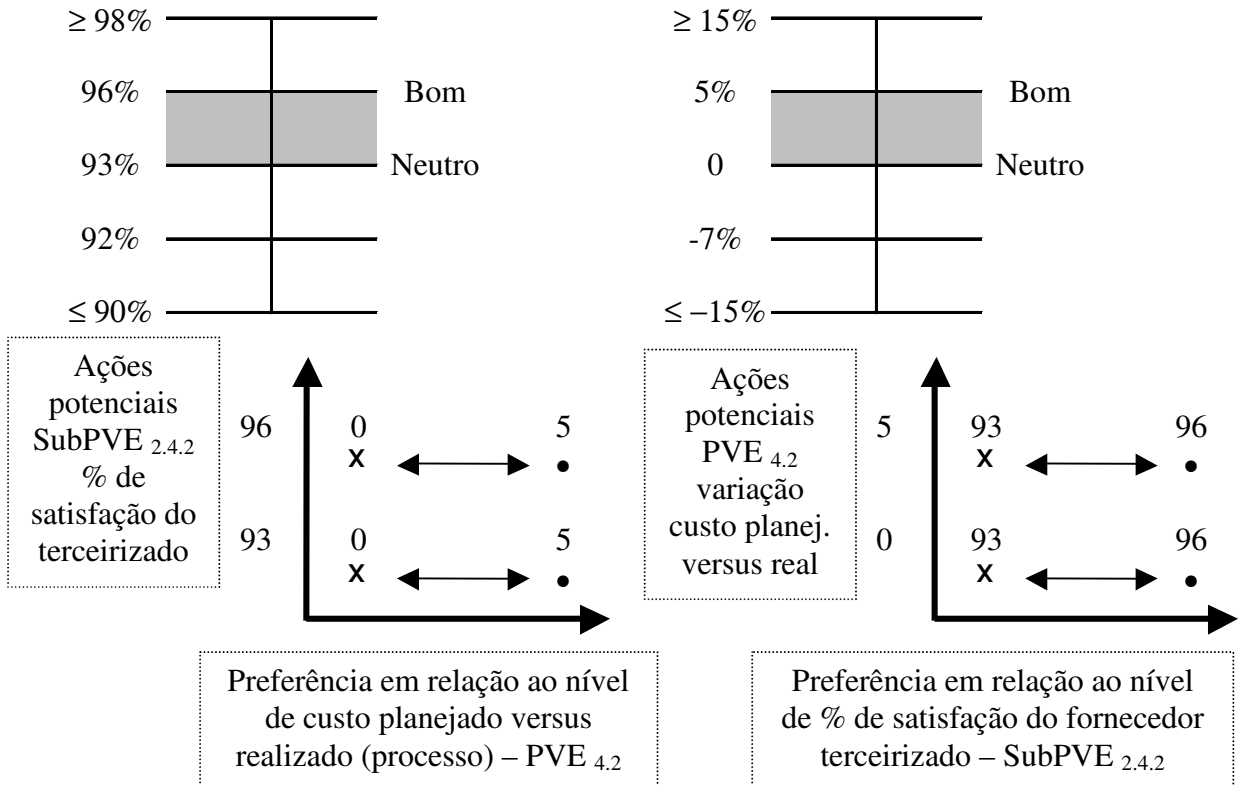 ≥ 98%
96% Bom
93% Neutro
92%
≤ 90%
≥ 15%
5% Bom
0 Neutro
-7%
≤ −15%
Ações
potenciais
SubPVE 2.4.2
% de
satisfação do
terceirizado
96 0 5
x
93 0 5
x
Preferência em relação ao nível
de custo planejado versus
realizado (processo) – PVE 4.2
Ações
potenciais
PVE 4.2
variação
custo planej.
versus real
5 93 96
x
0 93 96
x
Preferência em relação ao nível
de % de satisfação do fornecedor
terceirizado – SubPVE 2.4.2